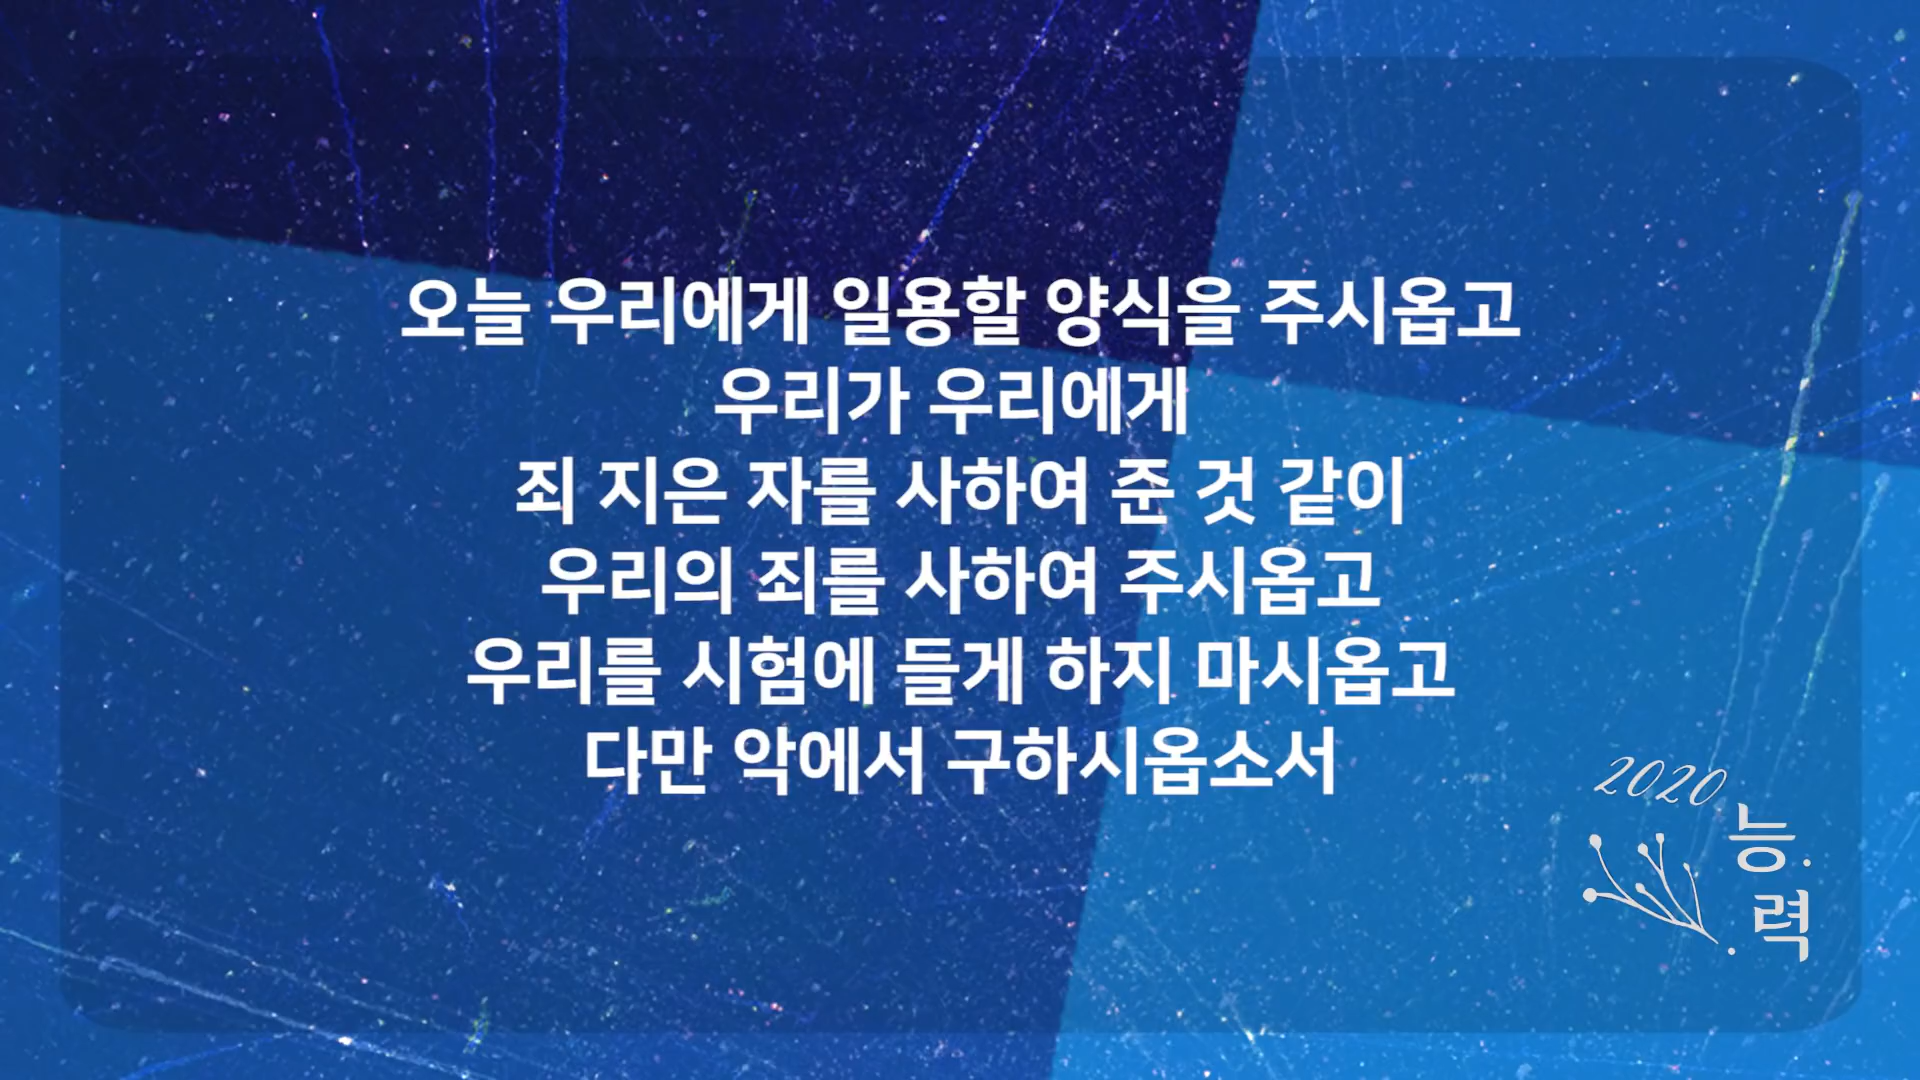 오늘 우리에게 일용할 양식을 주시옵고
우리가 우리에게
죄 지은 자를 사하여 준 것 같이
우리의 죄를 사하여 주시옵고
우리를 시험에 들게 하지 마시옵고
다만 악에서 구하시옵소서
2020
능.
.력